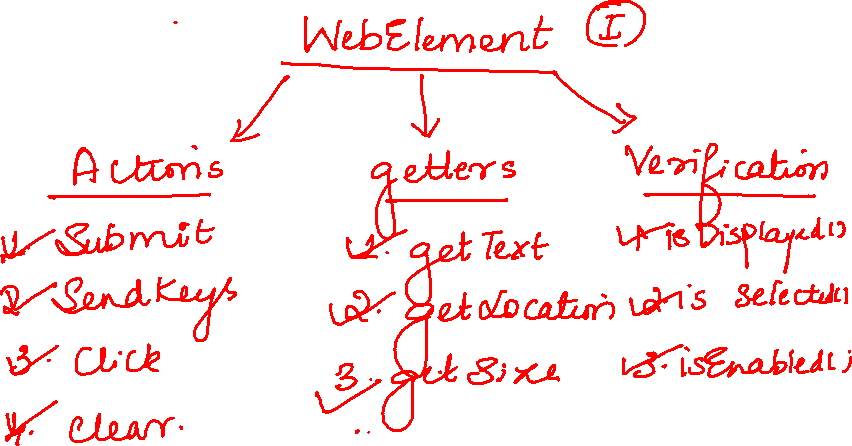 WebElement I
Actions
1. Submit
2. Sendkeys
3. Click
4. Clear.
getters
1. getText
2. getLocation
3. getSize
..
Verification
1. isDisplayed()
2. is Selected()
3. isEnabled()